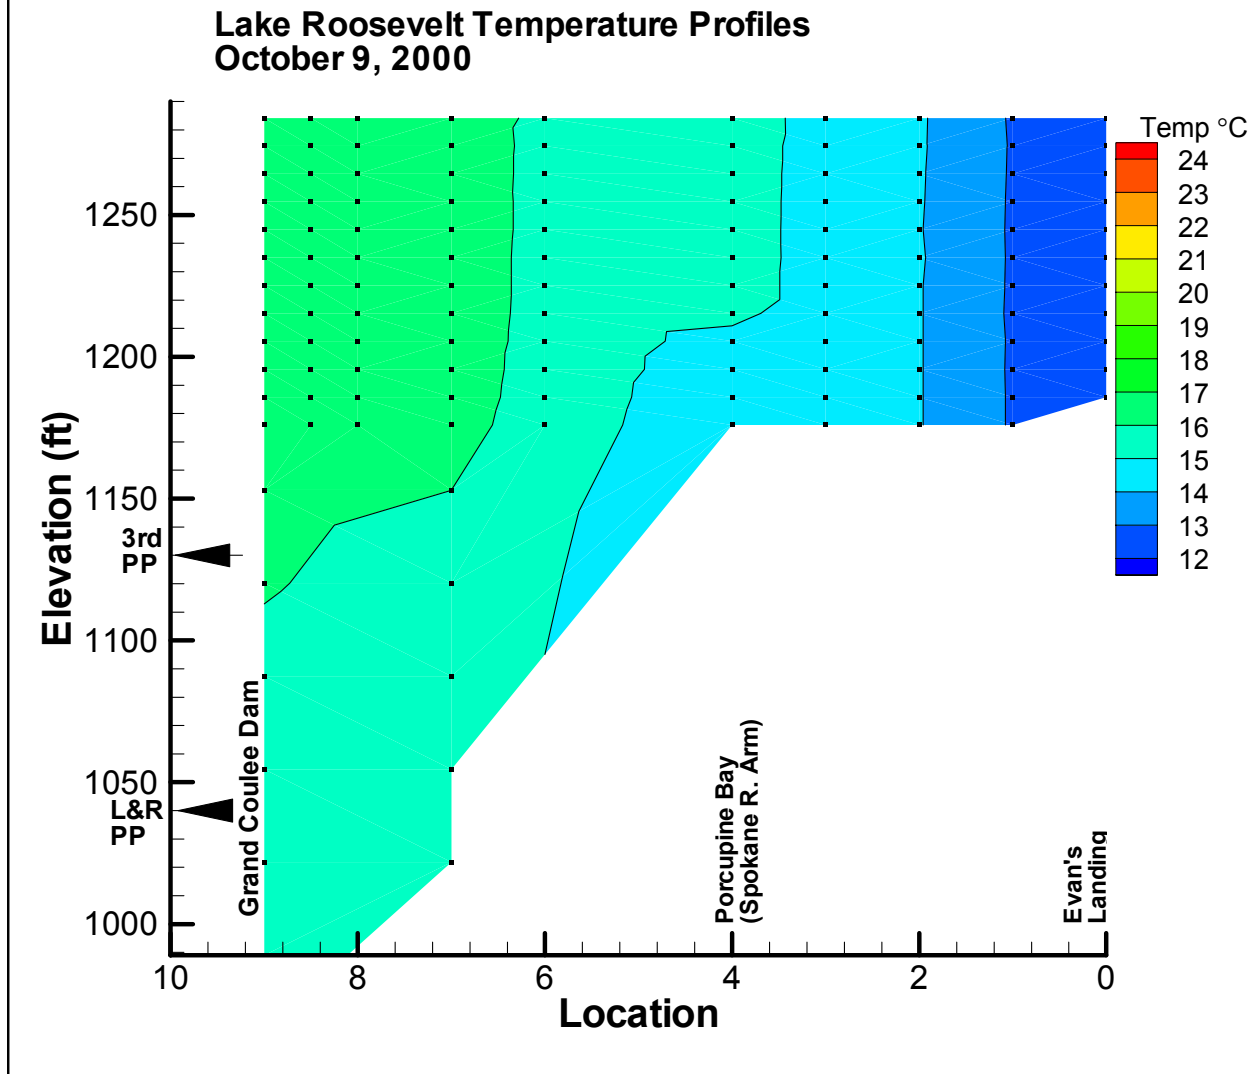 Lake Roosevelt Temperature Profiles
October 9, 2000
Temp °C
24
23
22
21
20
19
18
17
16
15
14
13
12
Elevation (ft)
1250
1200
1150
1100
1050
1000
3rd
PP
L&R
PP
Grand Coulee Dam
Porcupine Bay
(Spokane R. Arm)
Evan's
Landing
10 8 6 4 2 0
Location